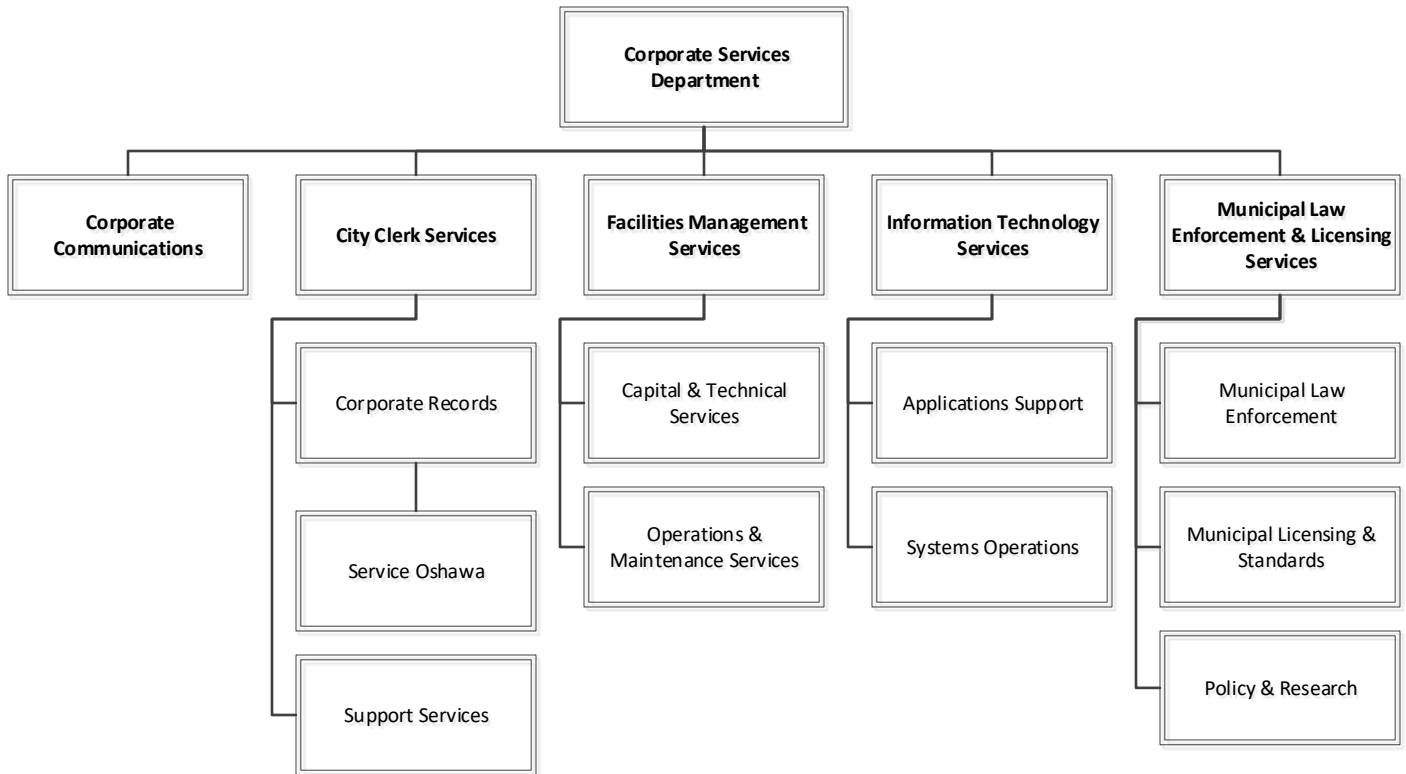 Corporate Services
Department
Corporate
Communications
City Clerk Services
Facilities Management
Services
Information Technology
Services
Municipal Law
Enforcement & Licensing
Services
Corporate Records
Service Oshawa
Support Services
Capital & Technical
Services
Operations &
Maintenance Services
Applications Support
Systems Operations
Municipal Law
Enforcement
Municipal Licensing &
Standards
Policy & Research